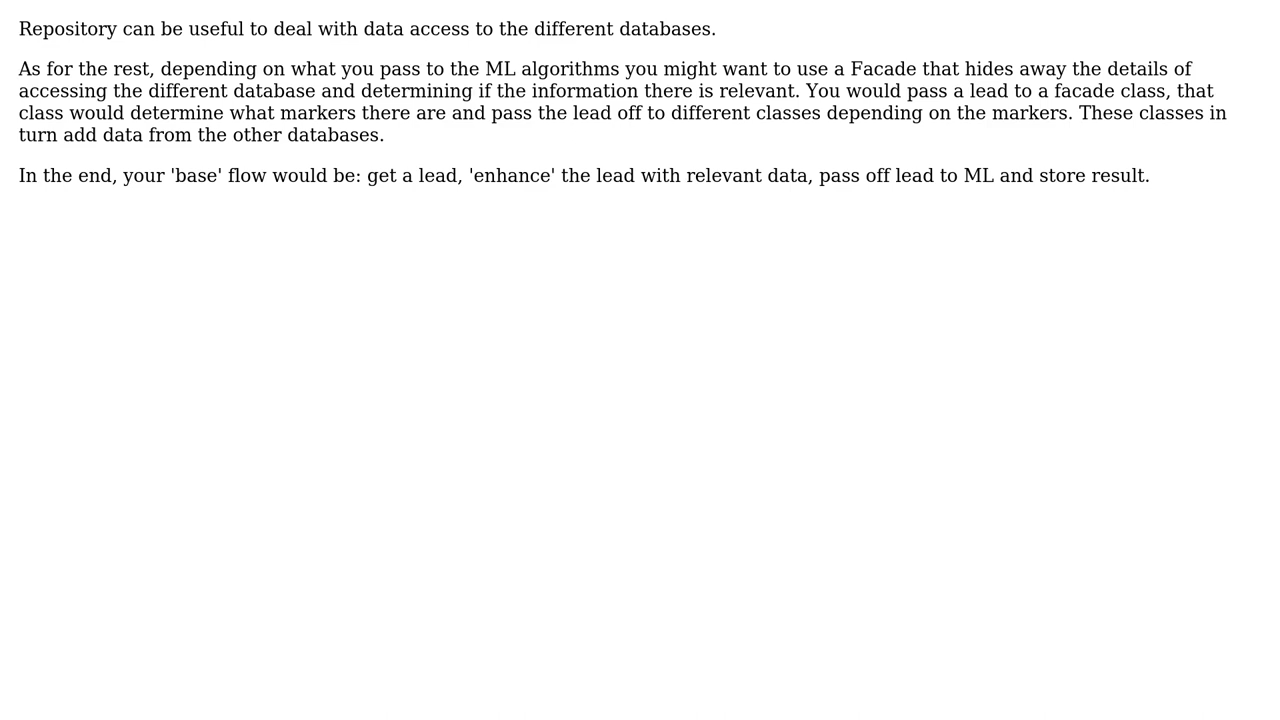 Repository can be useful to deal with data access to the different databases.
As for the rest, depending on what you pass to the ML algorithms you might want to use a Facade that hides away the details of
accessing the different database and determining if the information there is relevant. You would pass a lead to a facade class, that
class would determine what markers there are and pass the lead off to different classes depending on the markers. These classes in
turn add data from the other databases.
In the end, your 'base' flow would be: get a lead, 'enhance' the lead with relevant data, pass off lead to ML and store result.